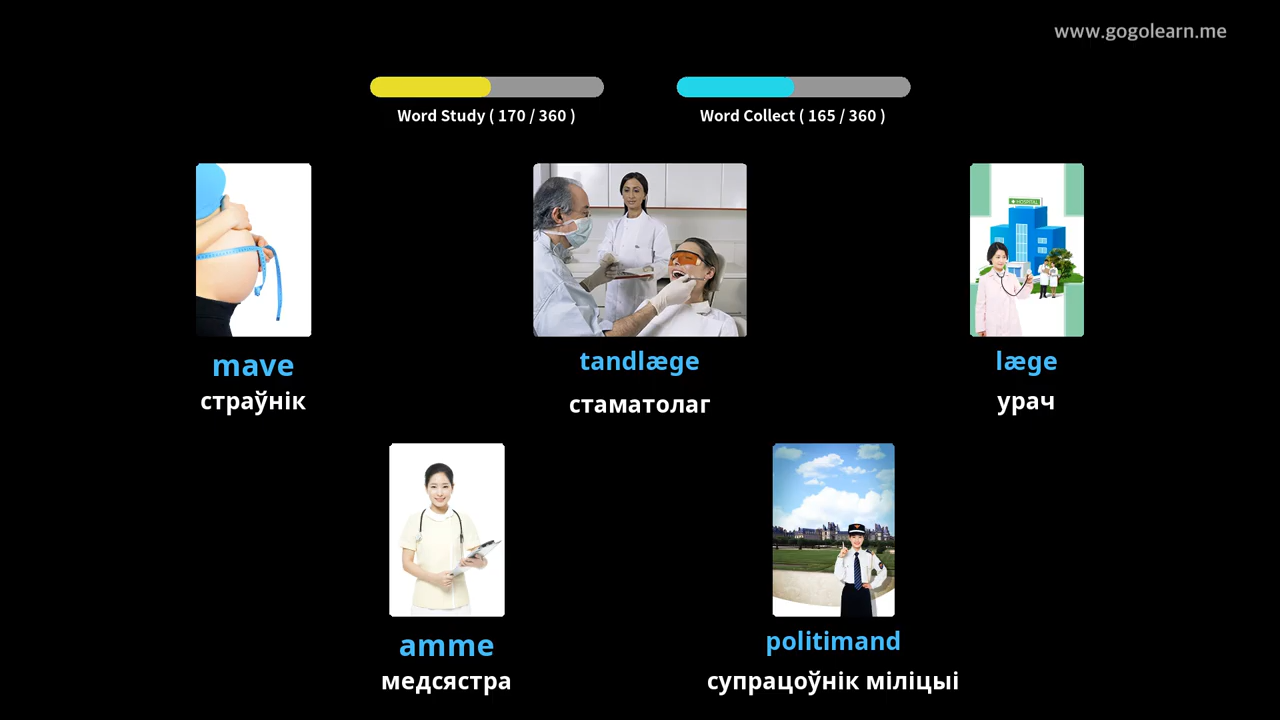 www.gogolearn.me
Word Study ( 170 / 360 )
Word Collect ( 165 / 360 )
HOSPITAL
mave
tandlæge
læge
страўнік
стаматолаг
урач
amme
politimand
медсястра
супрацоўнік міліцыі